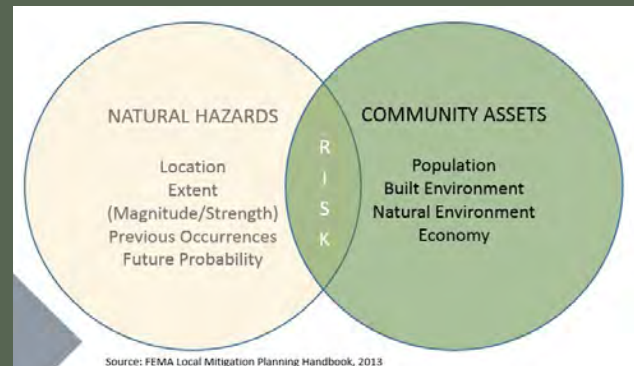 NATURAL HAZARDS
Location
Extent
(Magnitude/Strength)
Previous Occurrences
Future Probability
R
I
S
K
COMMUNITY ASSETS
Population
Built Environment
Natural Environment
Economy
Source: FEMA Local Mitigation Planning Handbook, 2013